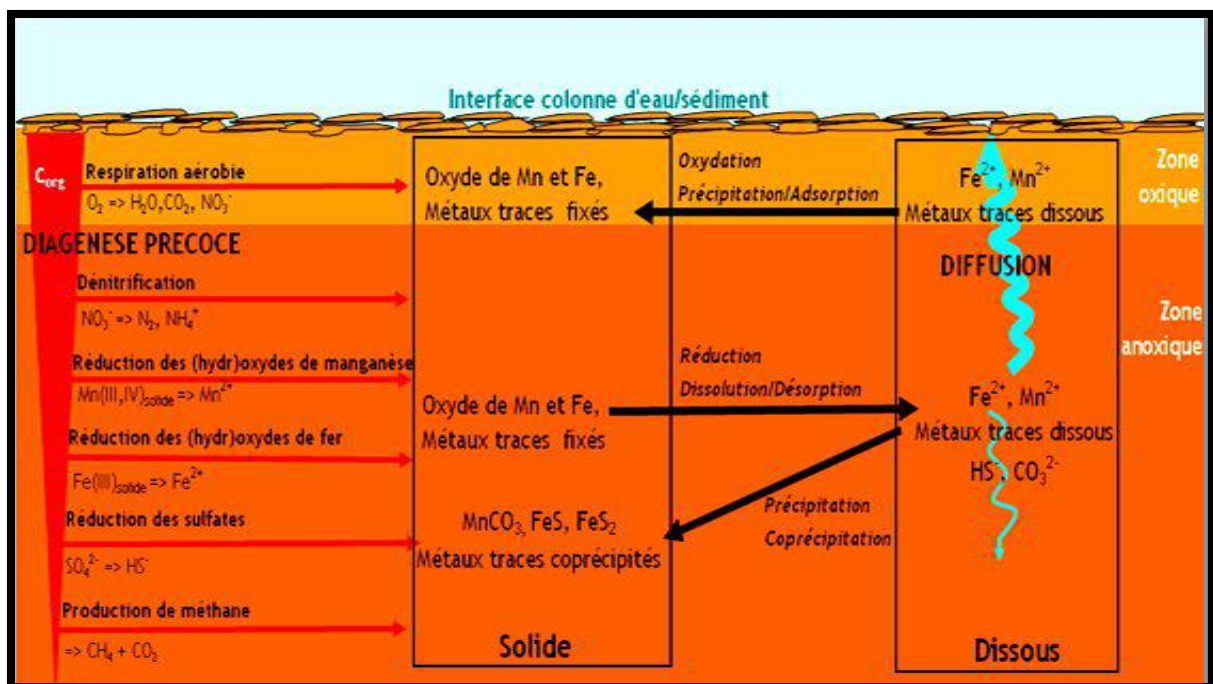 Interface colonne d'eau/sédiment
C_org
Respiration aérobie
O₂ => H₂O,CO₂, NO₃⁻
DIAGENESE PRECOCE
Dénitrification
NO₃⁻ => N₂, NH₄⁺
Réduction des (hydr)oxydes de manganèse
Mn(III,IV)solide => Mn²⁺
Réduction des (hydr)oxydes de fer
Fe(III)solide => Fe²⁺
Réduction des sulfates
SO₄²⁻ => HS⁻
Production de méthane
=> CH₄ + CO₂
Oxyde de Mn et Fe,
Métaux traces fixés
Oxyde de Mn et Fe,
Métaux traces fixés
MnCO₃, FeS, FeS₂
Métaux traces coprécipités
Solide
Oxydation
Précipitation/Adsorption
Réduction
Dissolution/Désorption
Précipitation
Coprécipitation
Fe²⁺, Mn²⁺
Métaux traces dissous
DIFFUSION
Fe²⁺, Mn²⁺
Métaux traces dissous
HS⁻, CO₃²⁻
Dissous
Zone
oxique
Zone
anoxique